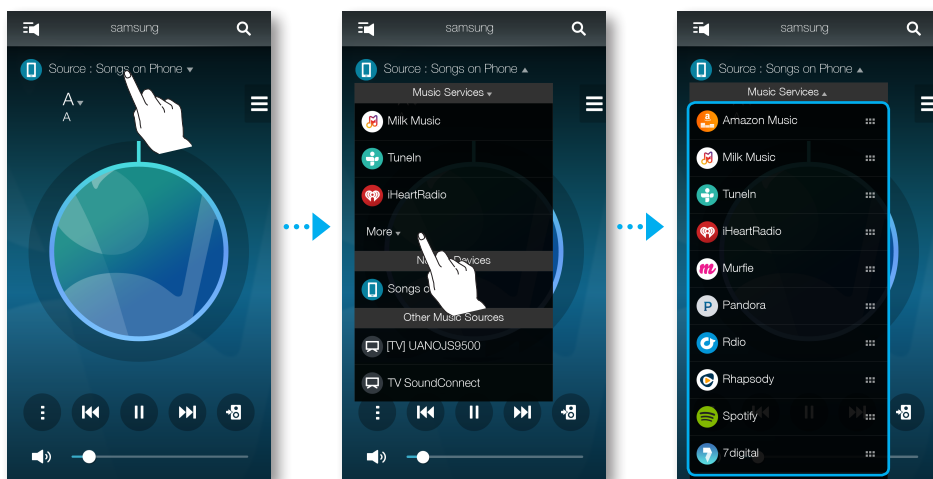 samsung
Source : Songs on Phone
A
A
samsung
Source : Songs on Phone
Music Services
Milk Music
TuneIn
iHeartRadio
More
N Devices
Songs o
Other Music Sources
[TV] UANOJS9500
TV SoundConnect
samsung
Source : Songs on Phone
Music Services
Amazon Music
Milk Music
TuneIn
iHeartRadio
Murfie
Pandora
Rdio
Rhapsody
Spotify
7digital